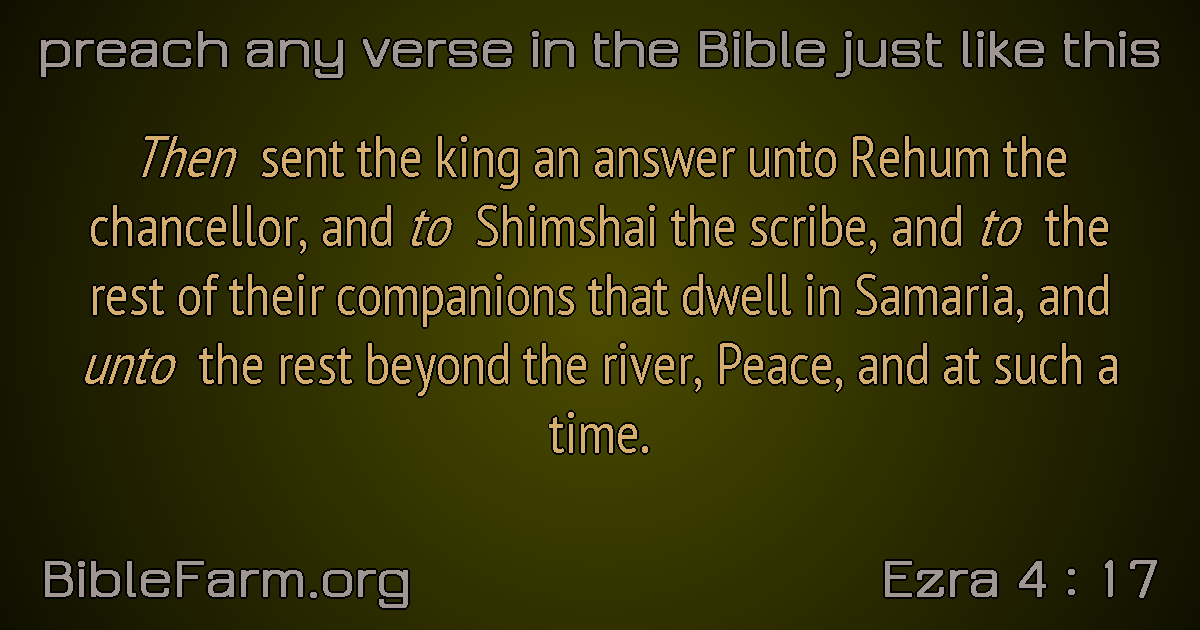 preach any verse in the Bible just like this
Then sent the king an answer unto Rehum the
chancellor, and to Shimshai the scribe, and to the
rest of their companions that dwell in Samaria, and
unto the rest beyond the river, Peace, and at such a
time.
BibleFarm.org
Ezra 4 : 17